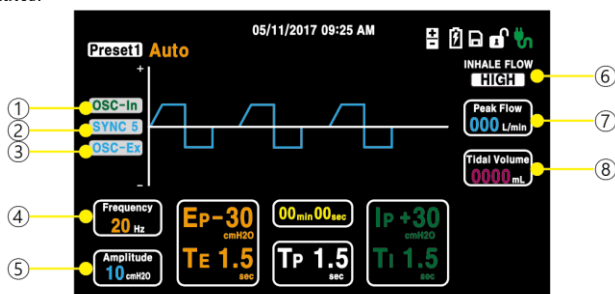 05/11/2017 09:25 AM
Preset1 Auto
INHALE FLOW
HIGH
⑥
+
① OSC-In
② SYNC 5
③ OSC-Ex
−
Peak Flow
000 L/min
⑦
Tidal Volume
0000 mL
⑧
④
Frequency
20 Hz
⑤
Amplitude
10 cmH2O
EP-30
cmH2O
TE 1.5
sec
00min00sec
TP 1.5
sec
IP+30
cmH2O
TI 1.5
sec